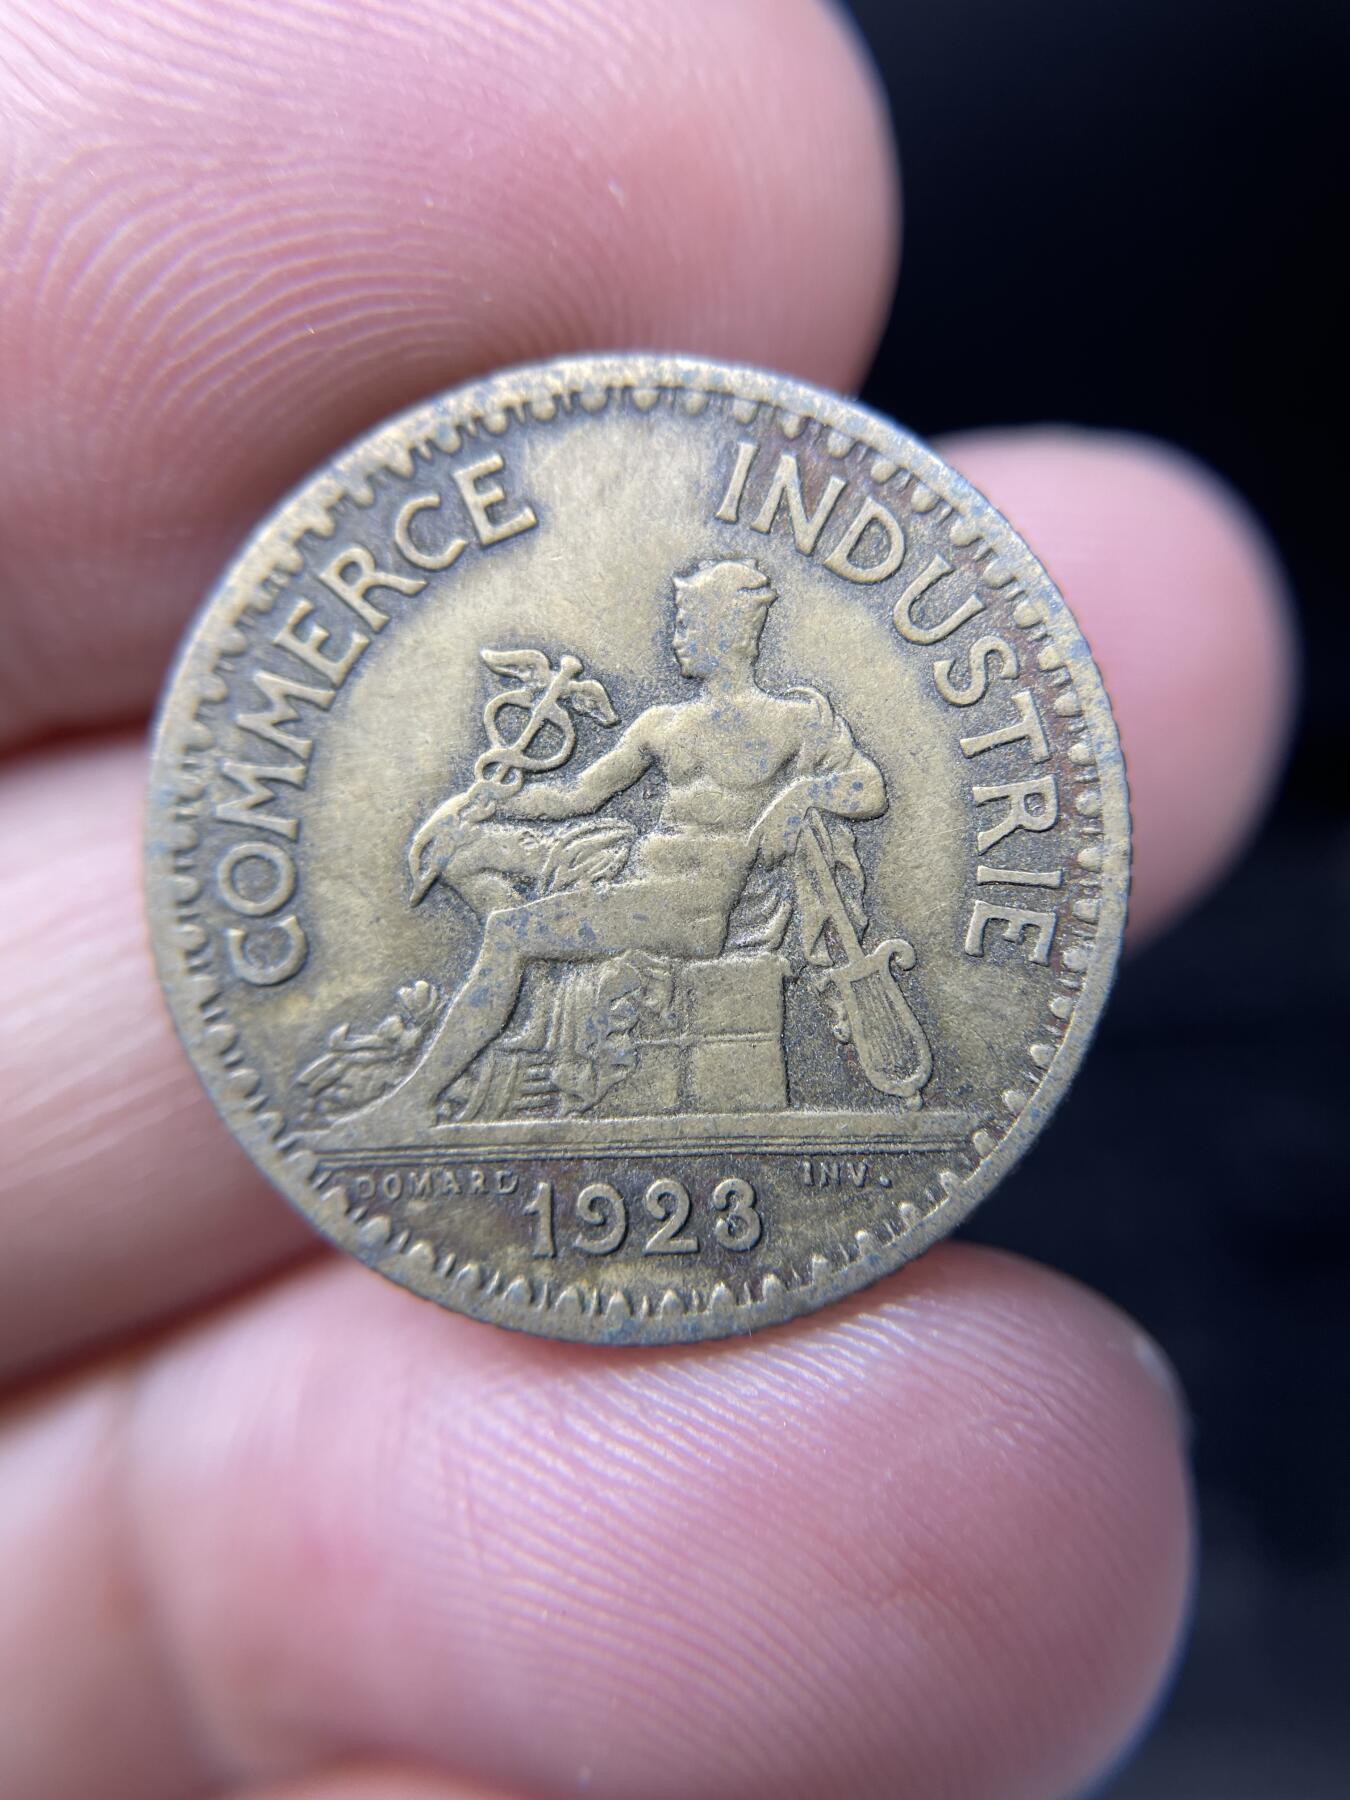 COMMERCE INDUSTRIE
DOMARD INV.
1923